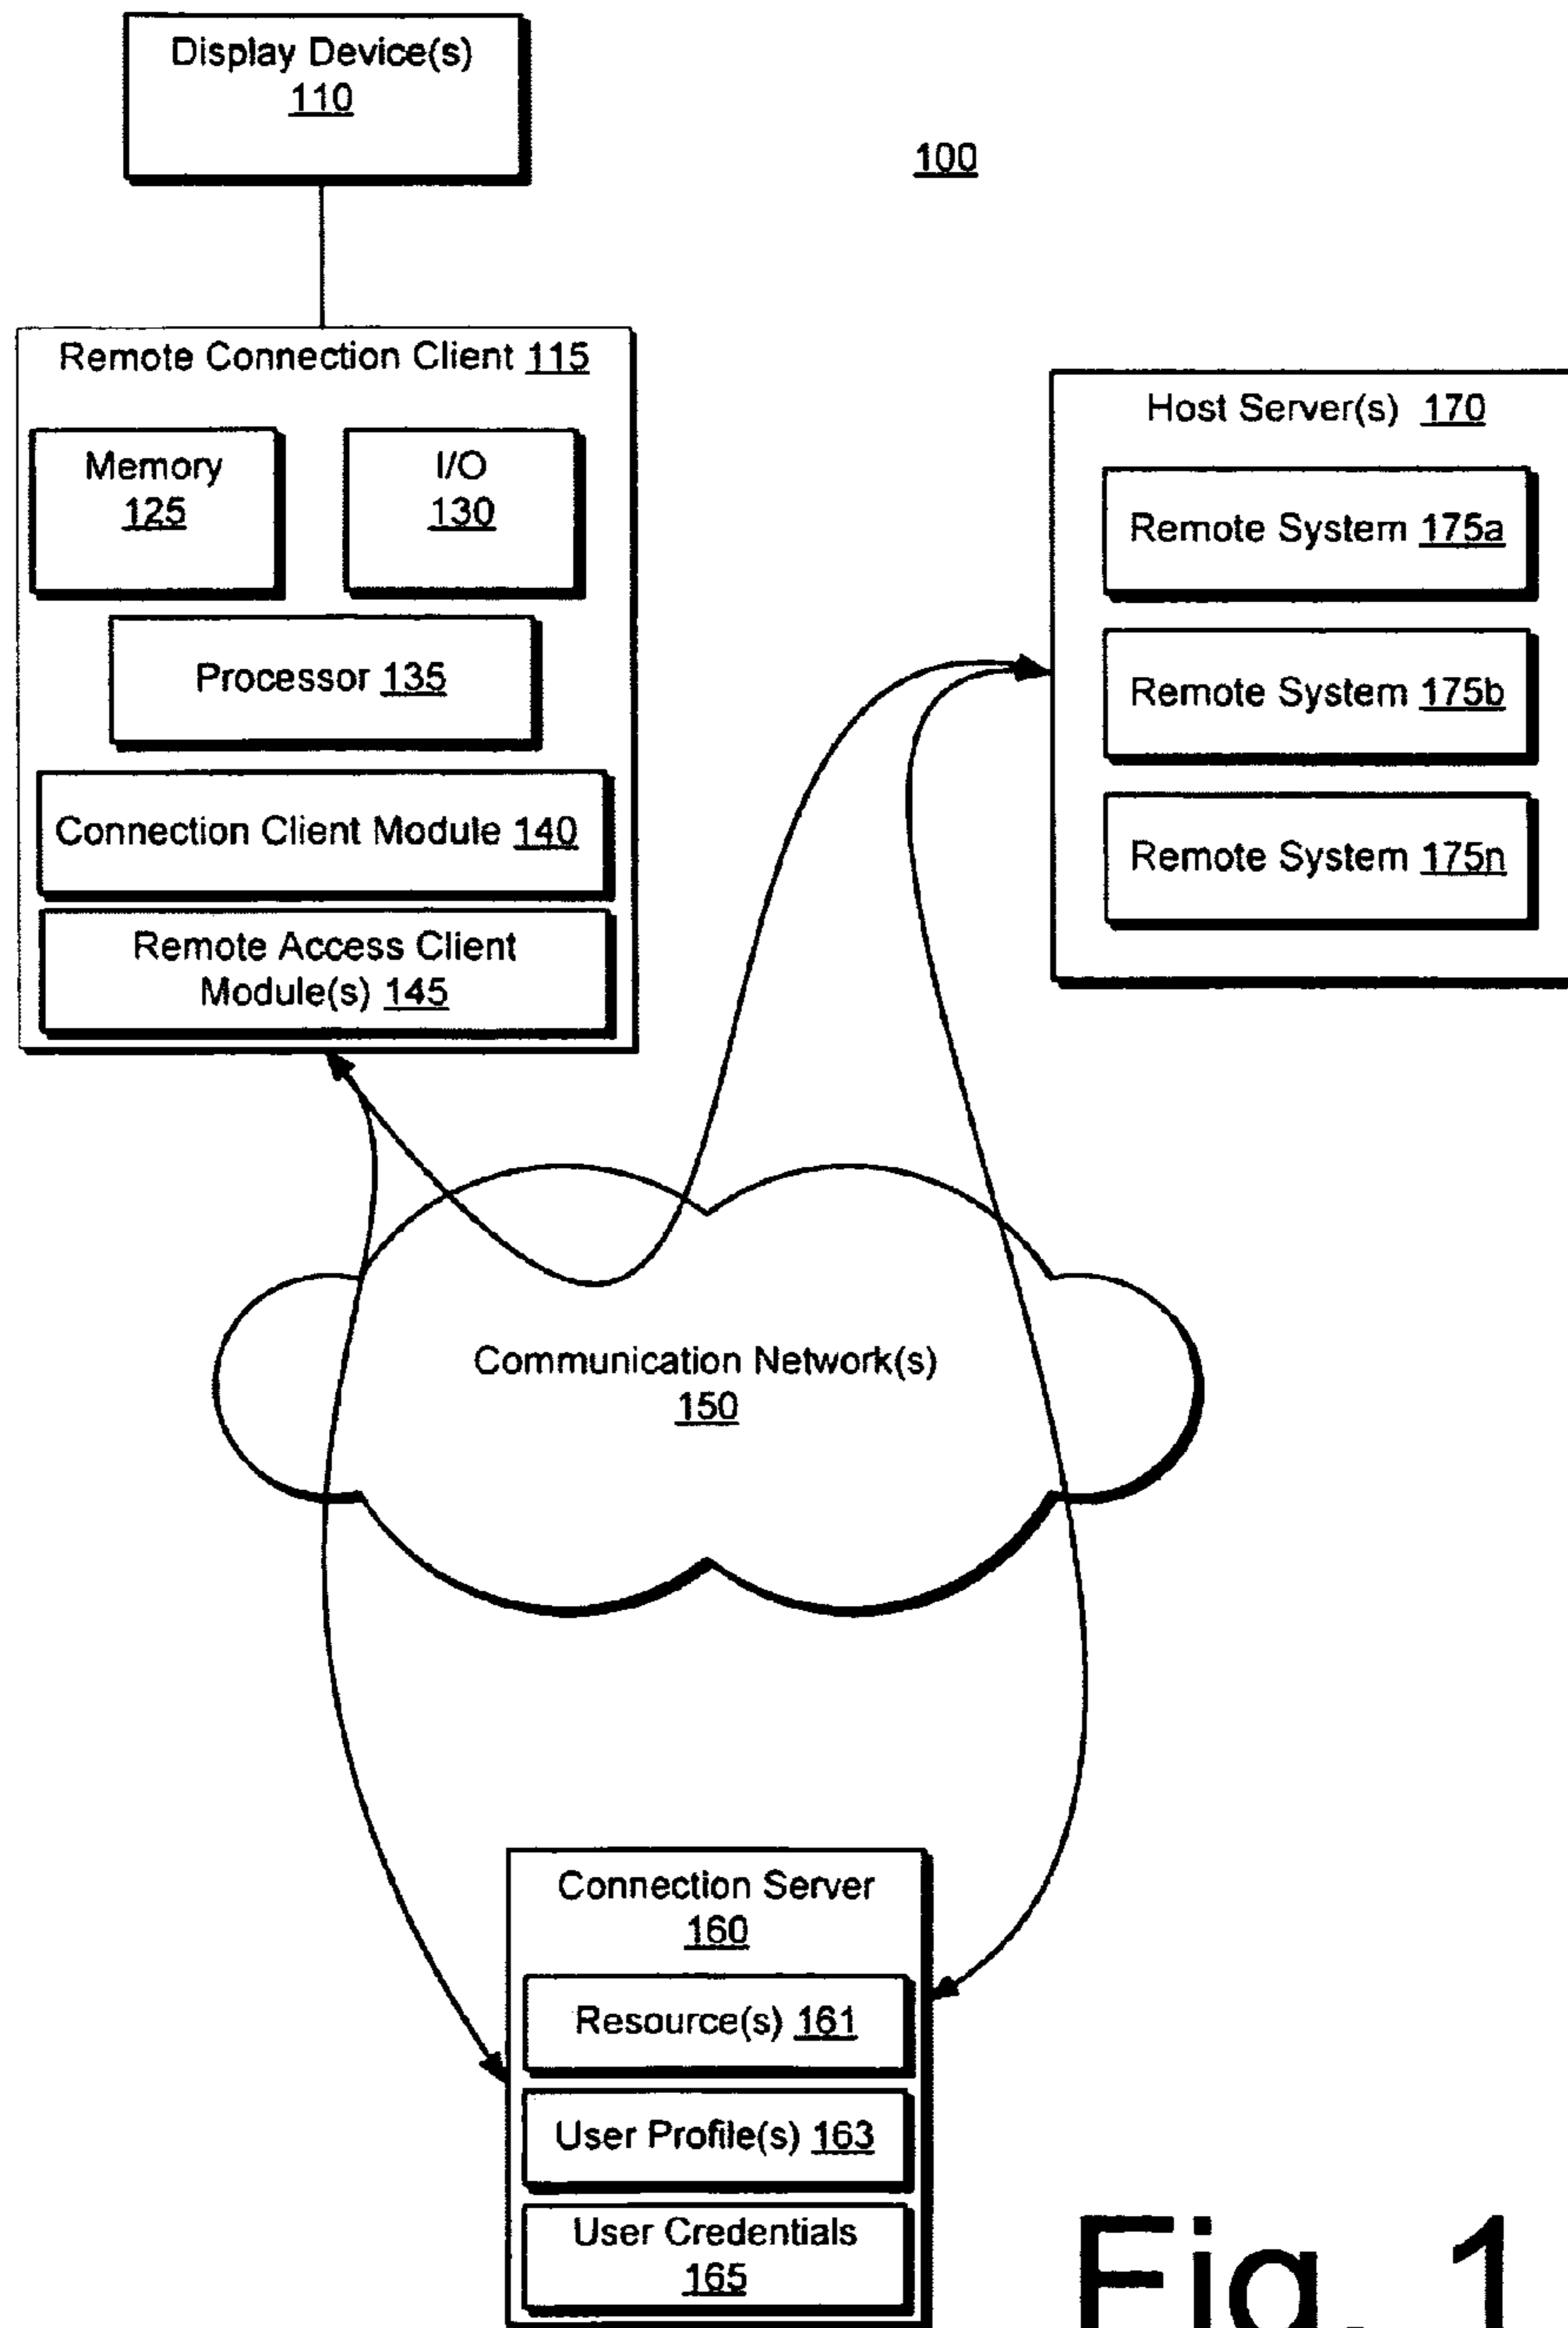 Display Device(s)
110
100
Remote Connection Client 115
Memory
125
I/O
130
Processor 135
Connection Client Module 140
Remote Access Client
Module(s) 145
Host Server(s) 170
Remote System 175a
Remote System 175b
Remote System 175n
Communication Network(s)
150
Connection Server
160
Resource(s) 161
User Profile(s) 163
User Credentials
165
Fig. 1